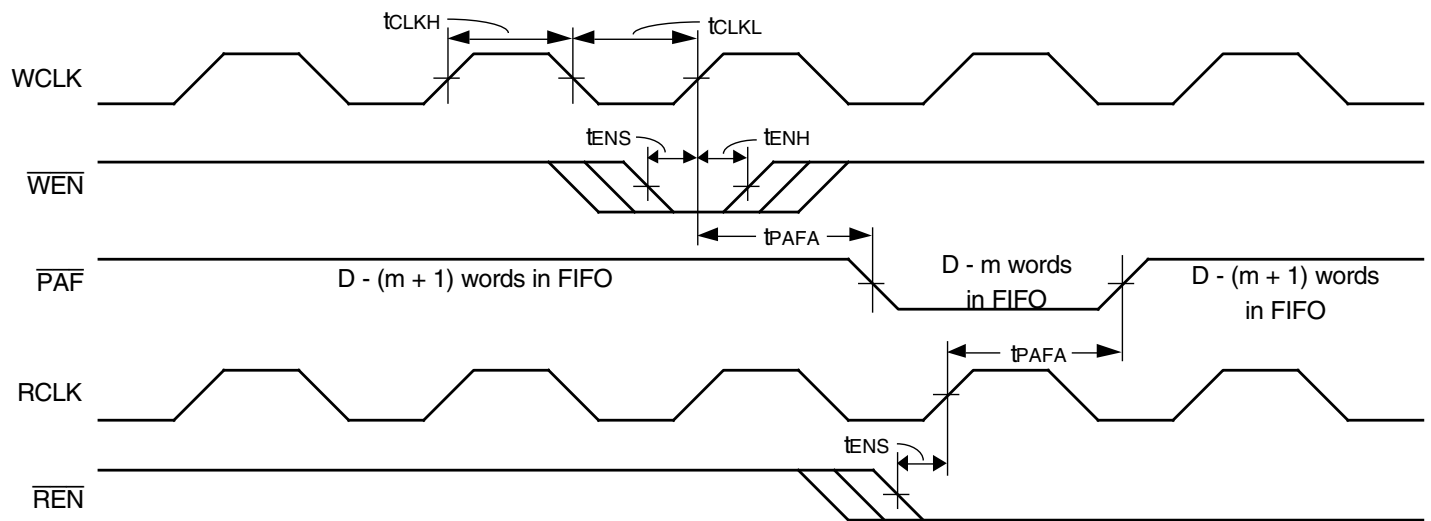 tCLKH
tCLKL
WCLK
tENS
tENH
WEN
tPAFA
PAF
D - (m + 1) words in FIFO
D - m words
in FIFO
D - (m + 1) words
in FIFO
tPAFA
RCLK
tENS
REN